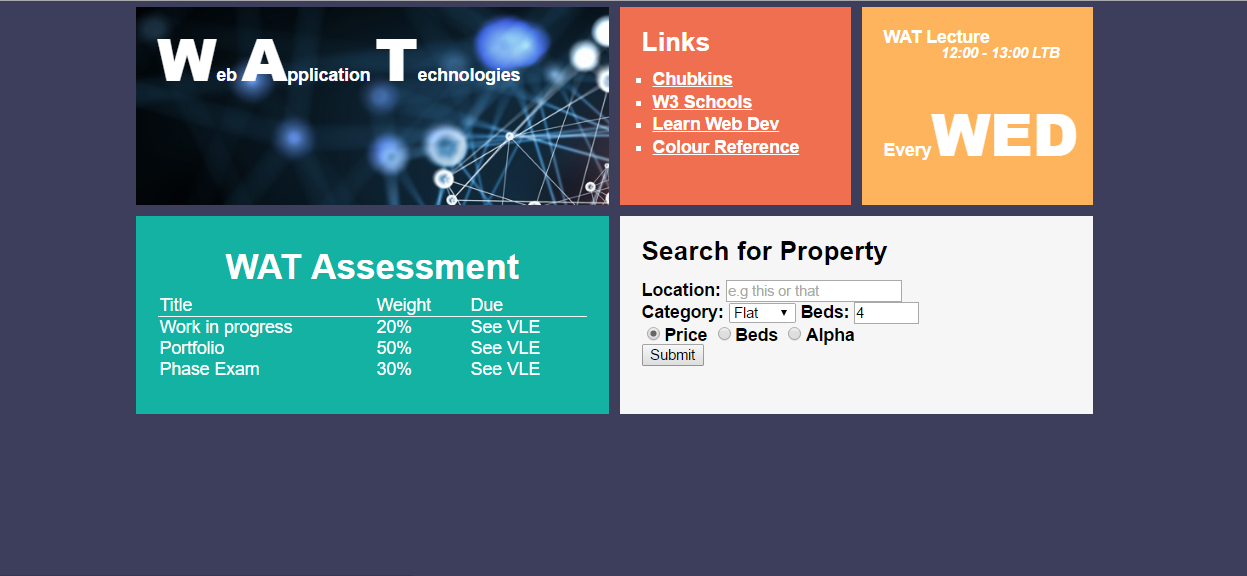 Web Application Technologies
Links
Chubkins
W3 Schools
Learn Web Dev
Colour Reference
WAT Lecture
12:00 - 13:00 LTB
Every WED
WAT Assessment
Title Weight Due
Work in progress 20% See VLE
Portfolio 50% See VLE
Phase Exam 30% See VLE
Search for Property
Location: e.g this or that
Category: Flat Beds: 4
Price Beds Alpha
Submit